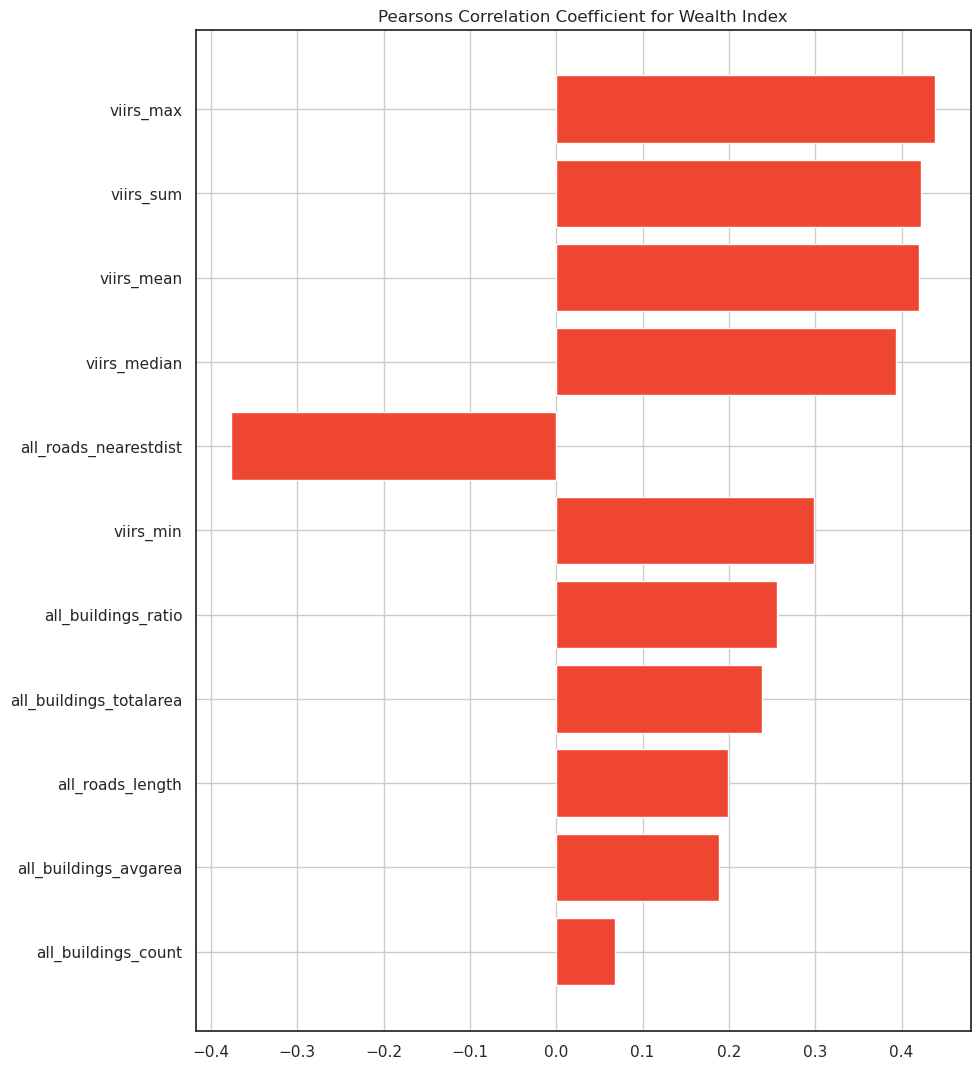 Pearsons Correlation Coefficient for Wealth Index
viirs_max
viirs_sum
viirs_mean
viirs_median
all_roads_nearestdist
viirs_min
all_buildings_ratio
all_buildings_totalarea
all_roads_length
all_buildings_avgarea
all_buildings_count
−0.4 −0.3 −0.2 −0.1 0.0 0.1 0.2 0.3 0.4